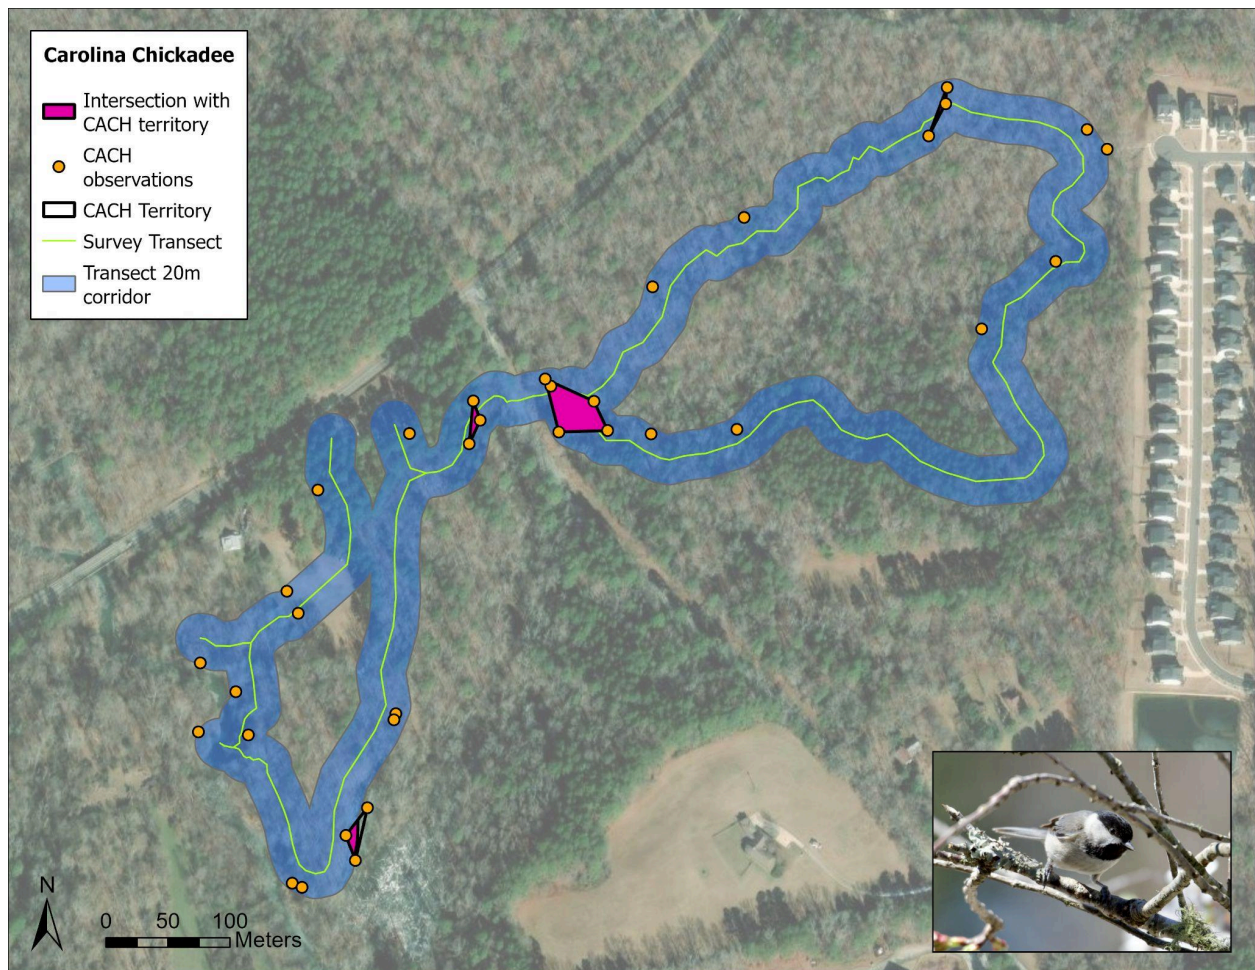 Carolina Chickadee
Intersection with
CACH territory
CACH
observations
CACH Territory
Survey Transect
Transect 20m
corridor
N
0 50 100
Meters